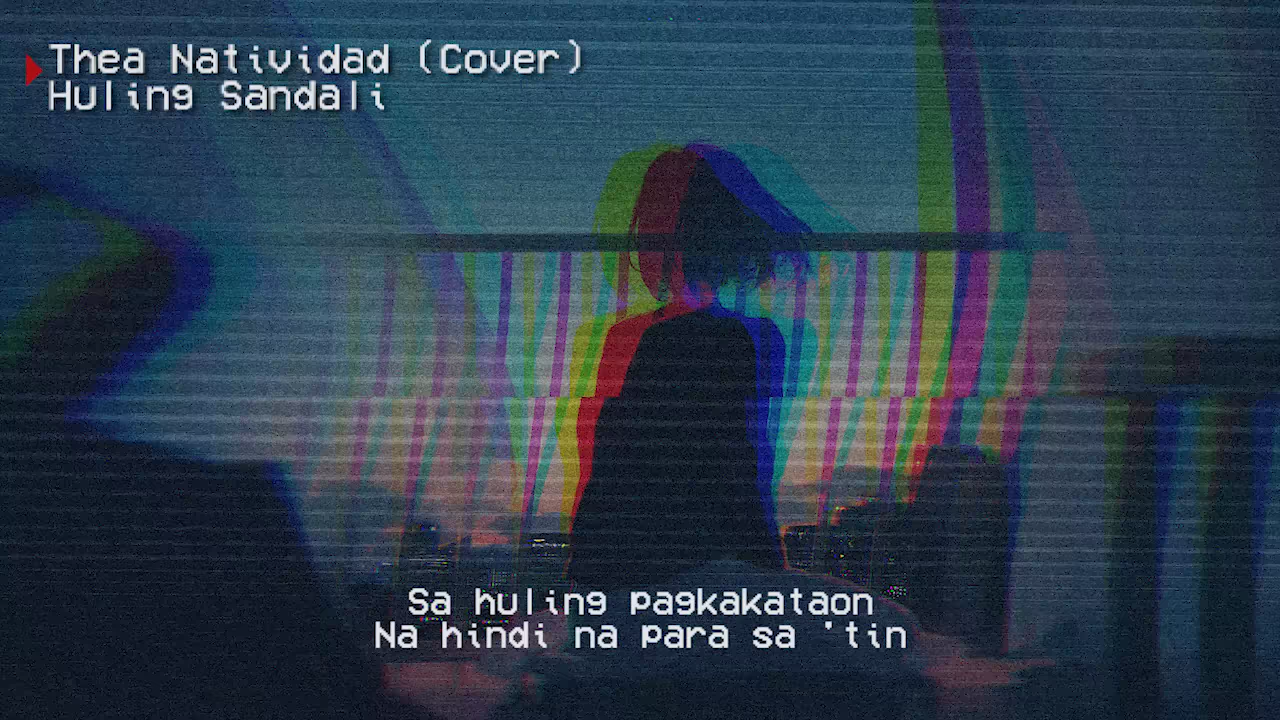 Thea Natividad (Cover)
Huling Sandali
Sa huling pagkakataon
Na hindi na para sa 'tin